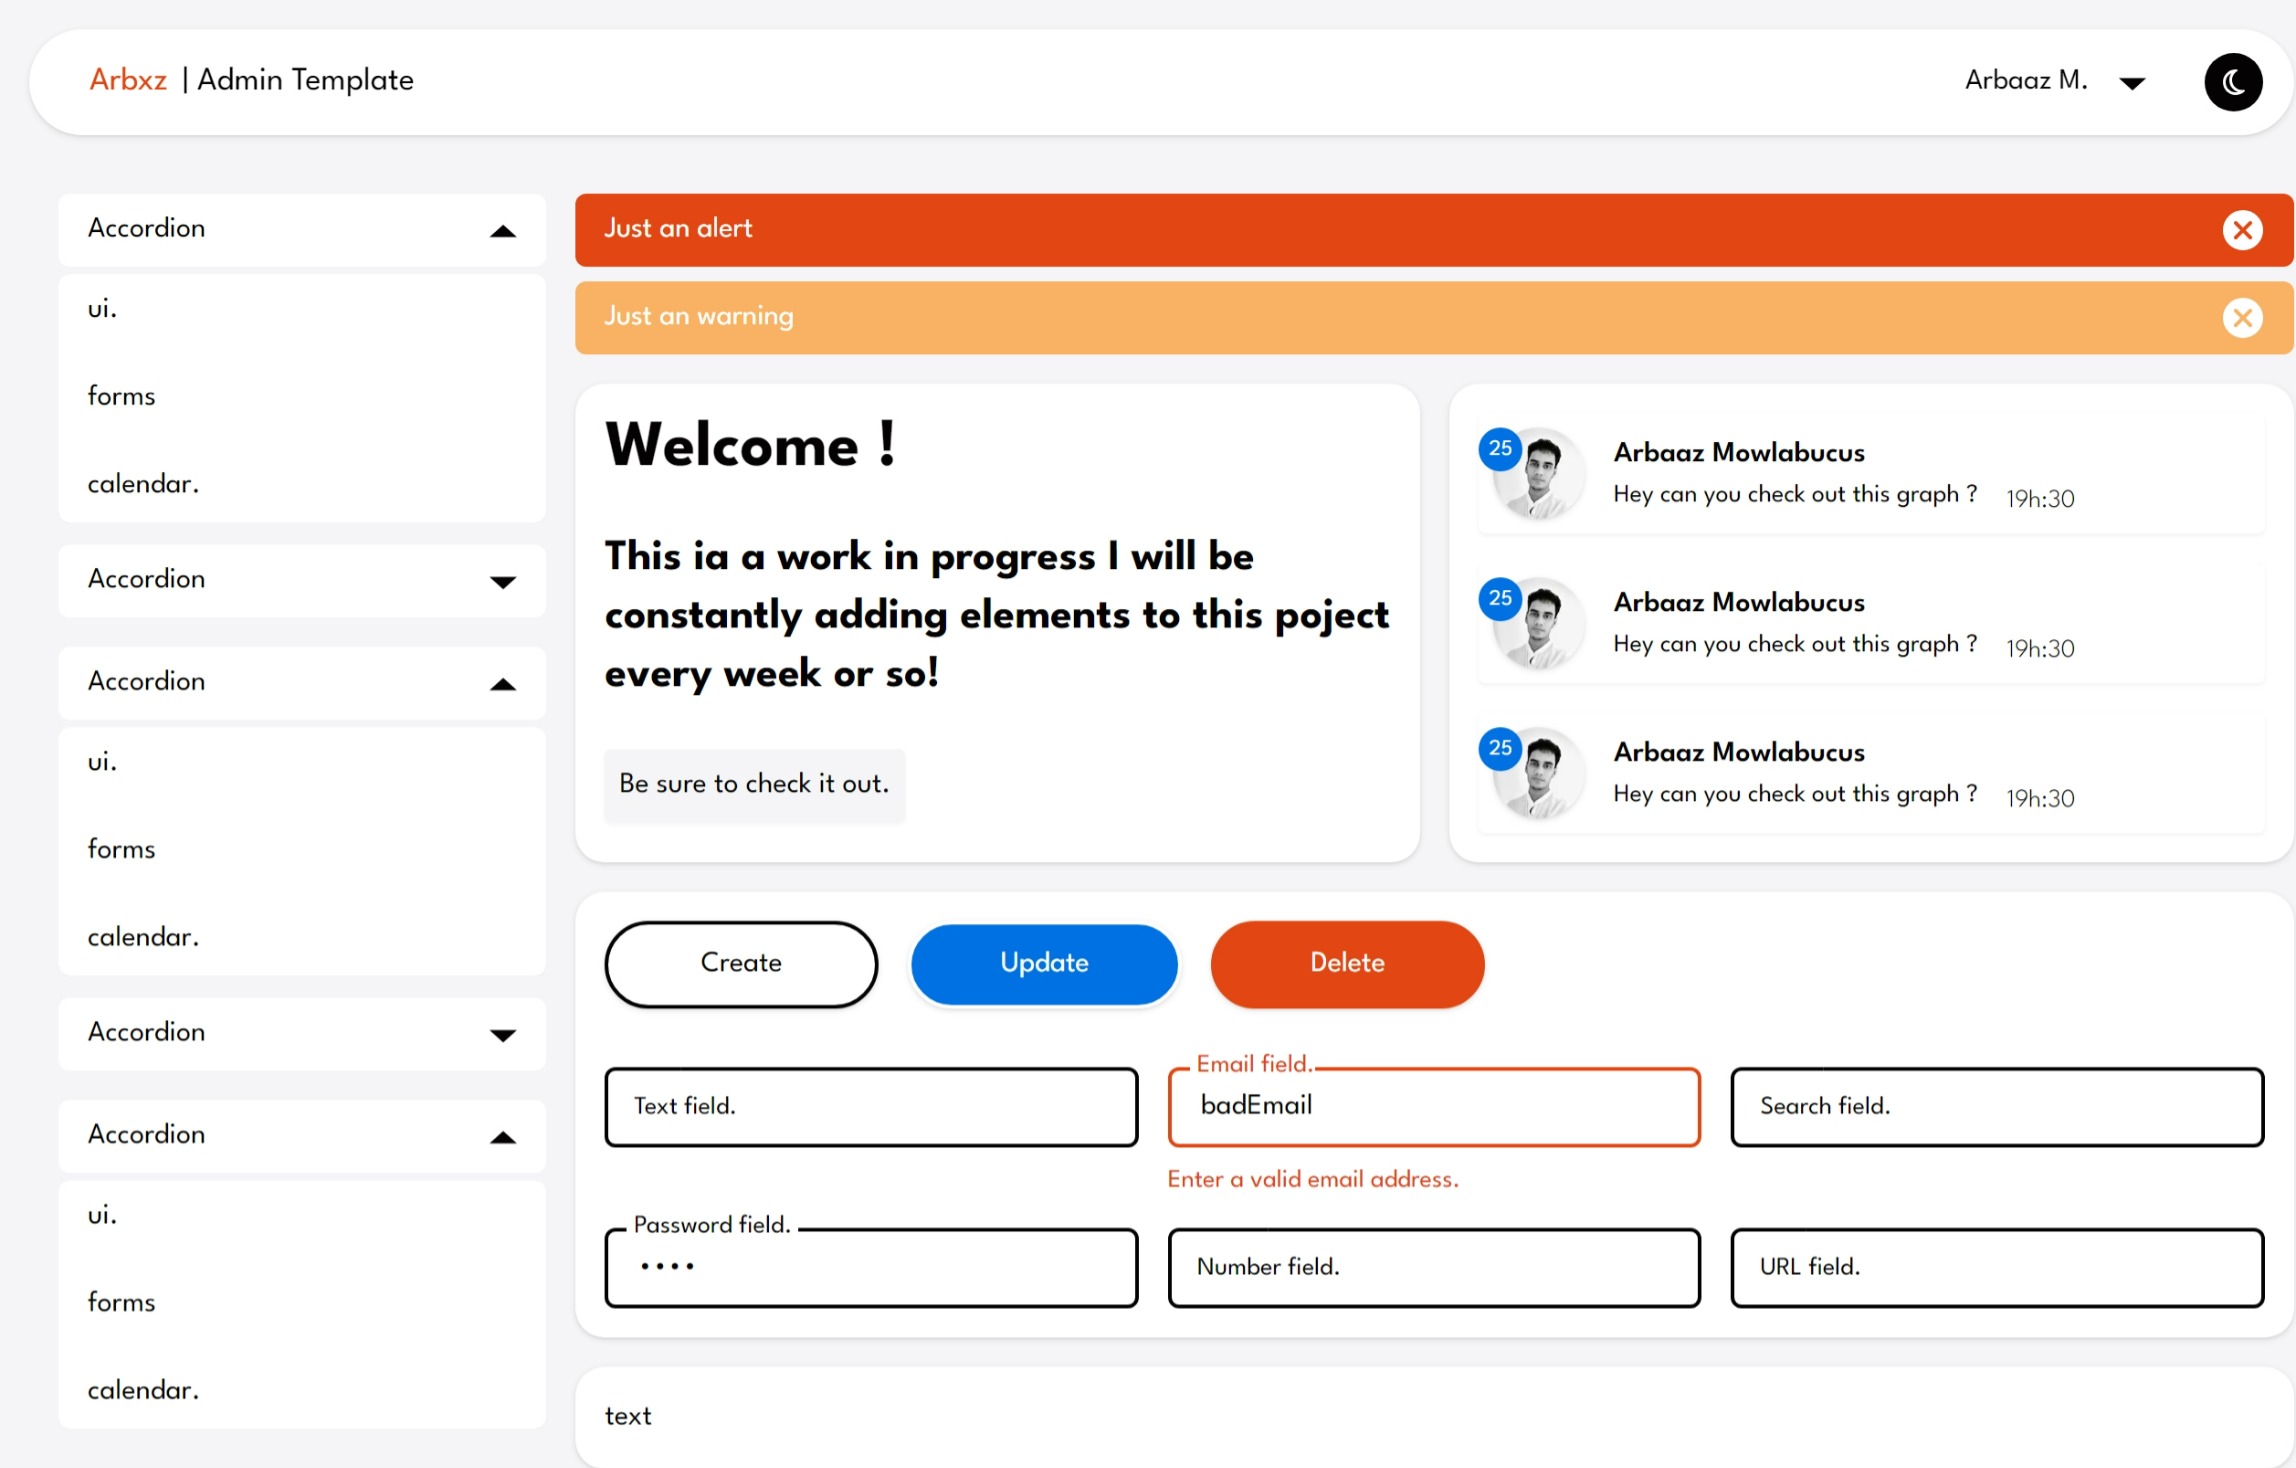 Arbxz | Admin Template
Arbaaz M.
Accordion
ui.
forms
calendar.
Accordion
Accordion
ui.
forms
calendar.
Accordion
Accordion
ui.
forms
calendar.
Just an alert
Just an warning
Welcome !
This ia a work in progress I will be
constantly adding elements to this poject
every week or so!
Be sure to check it out.
25
Arbaaz Mowlabucus
Hey can you check out this graph ? 19h:30
25
Arbaaz Mowlabucus
Hey can you check out this graph ? 19h:30
25
Arbaaz Mowlabucus
Hey can you check out this graph ? 19h:30
Create
Update
Delete
Text field.
Email field.
badEmail
Enter a valid email address.
Search field.
Password field.
••••
Number field.
URL field.
text